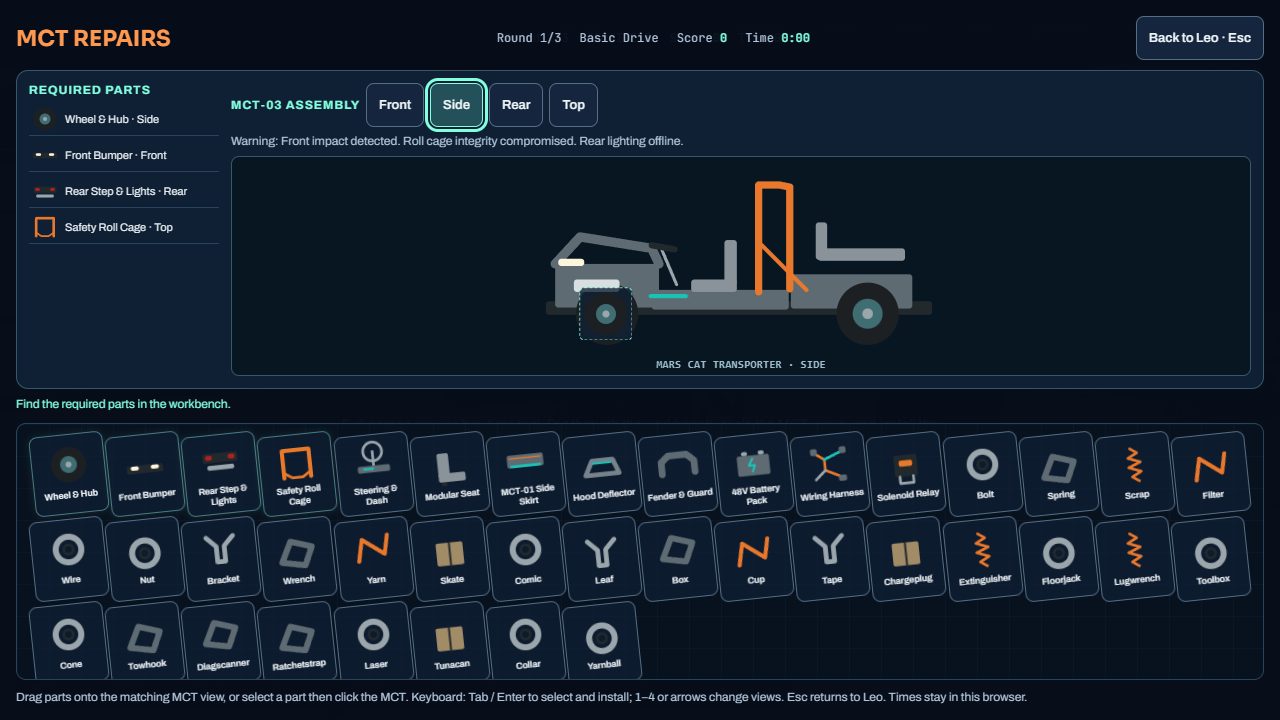 MCT REPAIRS
Round 1/3 Basic Drive Score 0 Time 0:00
Back to Leo · Esc
REQUIRED PARTS
Wheel & Hub · Side
Front Bumper · Front
Rear Step & Lights · Rear
Safety Roll Cage · Top
MCT-03 ASSEMBLY
Front
Side
Rear
Top
Warning: Front impact detected. Roll cage integrity compromised. Rear lighting offline.
MARS CAT TRANSPORTER · SIDE
Find the required parts in the workbench.
Wheel & Hub
Front Bumper
Rear Step &
Lights
Safety Roll
Cage
Steering &
Dash
Modular Seat
MCT-01 Side
Skirt
Hood Deflector
Fender & Guard
48V Battery
Pack
Wiring Harness
Solenoid Relay
Bolt
Spring
Scrap
Filter
Wire
Nut
Bracket
Wrench
Yarn
Skate
Comic
Leaf
Box
Cup
Tape
Chargeplug
Extinguisher
Floorjack
Lugwrench
Toolbox
Cone
Towhook
Diagscanner
Ratchetstrap
Laser
Tunacan
Collar
Yarnball
Drag parts onto the matching MCT view, or select a part then click the MCT. Keyboard: Tab / Enter to select and install; 1–4 or arrows change views. Esc returns to Leo. Times stay in this browser.